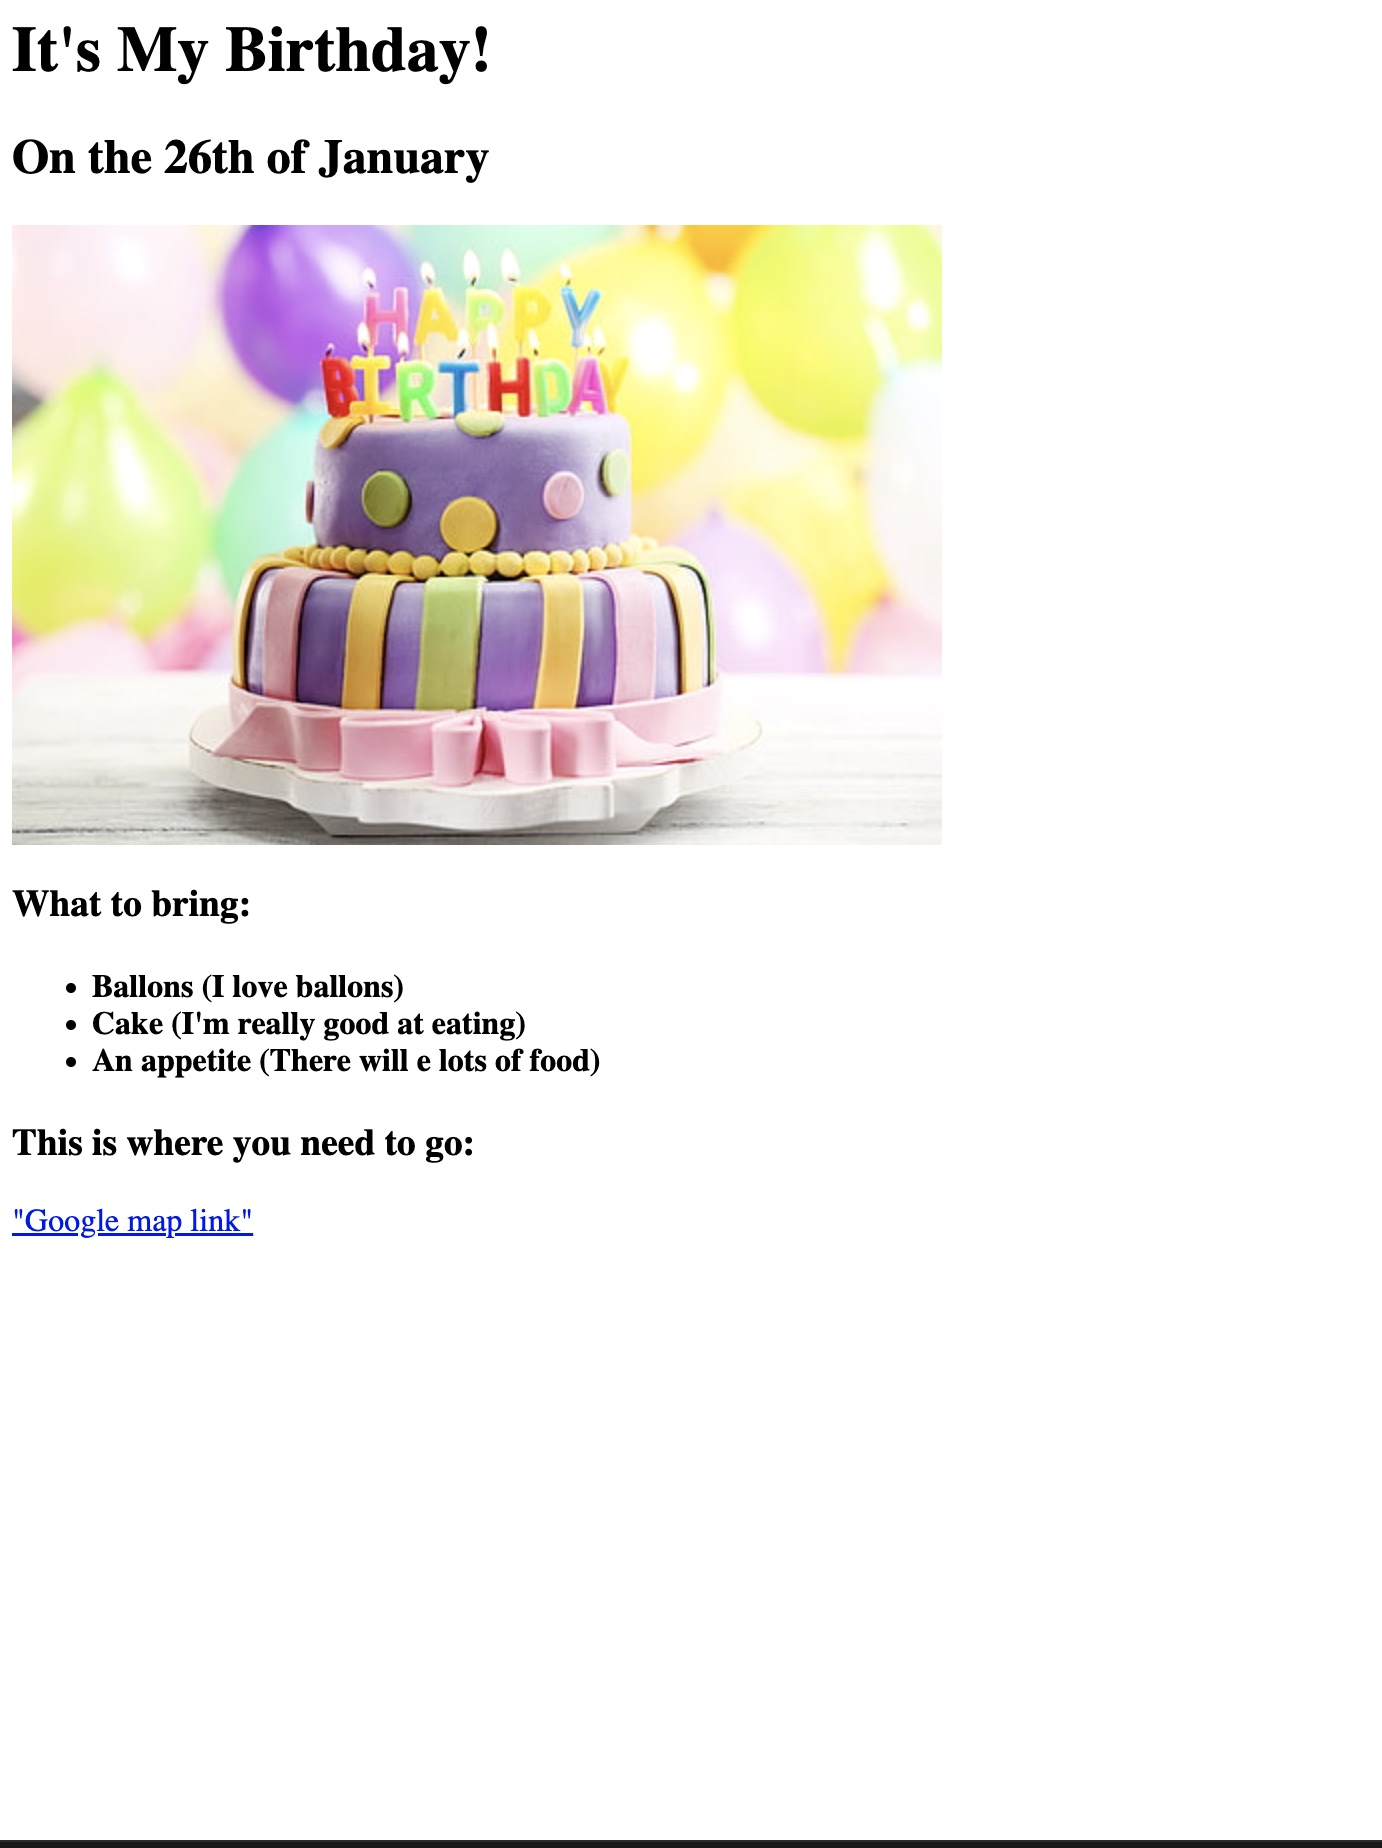 It's My Birthday!
On the 26th of January
HAPPY
BIRTHDAY
What to bring:
Ballons (I love ballons)
Cake (I'm really good at eating)
An appetite (There will e lots of food)
This is where you need to go:
"Google map link"